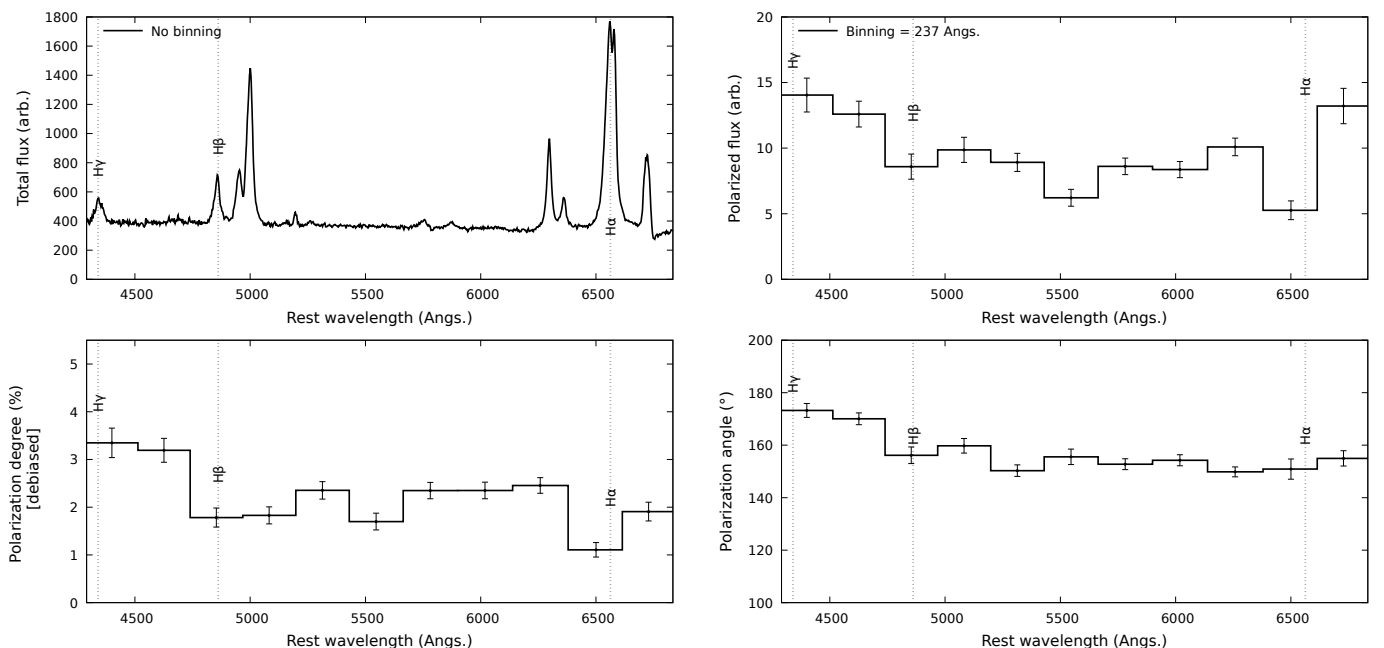 Total flux (arb.)
1800
1600
1400
1200
1000
800
600
400
200
0
No binning
Hγ
Hβ
Hα
4500 5000 5500 6000 6500
Rest wavelength (Angs.)
Polarized flux (arb.)
20
15
10
5
0
Binning = 237 Angs.
Hγ
Hβ
Hα
4500 5000 5500 6000 6500
Rest wavelength (Angs.)
Polarization degree (%)
[debiased]
5
4
3
2
1
0
Hγ
Hβ
Hα
4500 5000 5500 6000 6500
Rest wavelength (Angs.)
Polarization angle (°)
200
180
160
140
120
100
Hγ
Hβ
Hα
4500 5000 5500 6000 6500
Rest wavelength (Angs.)